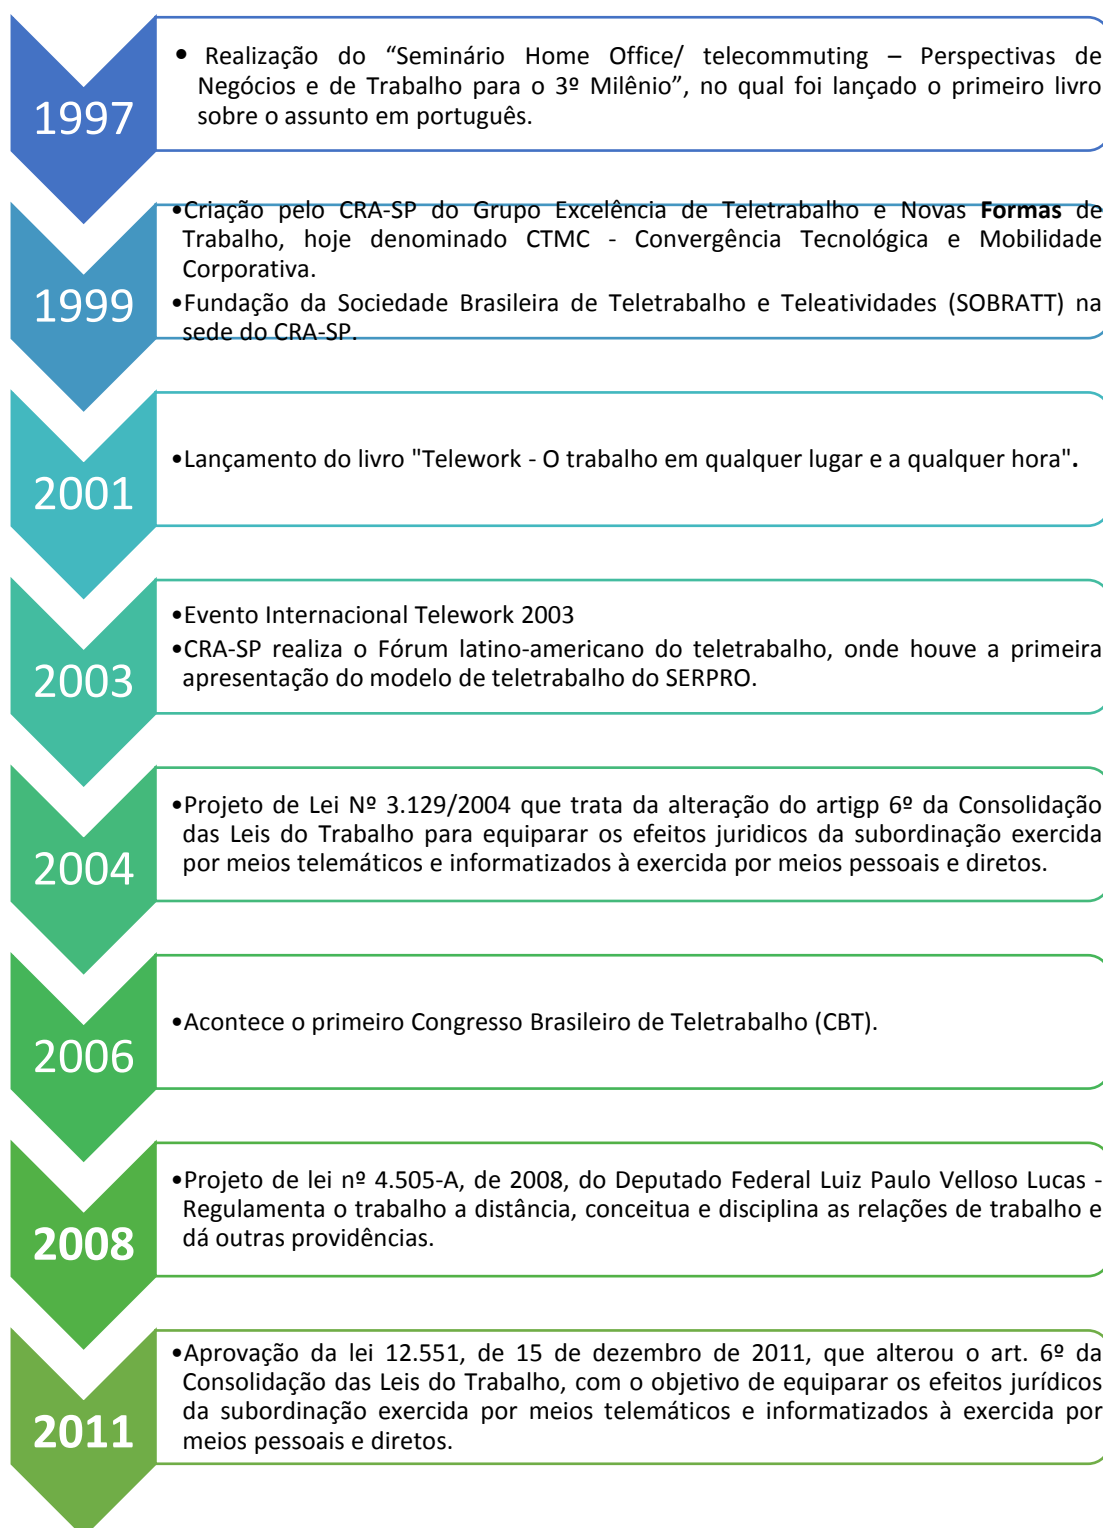 1997
• Realização do “Seminário Home Office/ telecommuting – Perspectivas de
Negócios e de Trabalho para o 3º Milênio”, no qual foi lançado o primeiro livro
sobre o assunto em português.
1999
•Criação pelo CRA-SP do Grupo Excelência de Teletrabalho e Novas Formas de
Trabalho, hoje denominado CTMC - Convergência Tecnológica e Mobilidade
Corporativa.
•Fundação da Sociedade Brasileira de Teletrabalho e Teleatividades (SOBRATT) na
sede do CRA-SP.
2001
•Lançamento do livro "Telework - O trabalho em qualquer lugar e a qualquer hora".
2003
•Evento Internacional Telework 2003
•CRA-SP realiza o Fórum latino-americano do teletrabalho, onde houve a primeira
apresentação do modelo de teletrabalho do SERPRO.
2004
•Projeto de Lei Nº 3.129/2004 que trata da alteração do artigp 6º da Consolidação
das Leis do Trabalho para equiparar os efeitos juridicos da subordinação exercida
por meios telemáticos e informatizados à exercida por meios pessoais e diretos.
2006
•Acontece o primeiro Congresso Brasileiro de Teletrabalho (CBT).
2008
•Projeto de lei nº 4.505-A, de 2008, do Deputado Federal Luiz Paulo Velloso Lucas -
Regulamenta o trabalho a distância, conceitua e disciplina as relações de trabalho e
dá outras providências.
2011
•Aprovação da lei 12.551, de 15 de dezembro de 2011, que alterou o art. 6º da
Consolidação das Leis do Trabalho, com o objetivo de equiparar os efeitos jurídicos
da subordinação exercida por meios telemáticos e informatizados à exercida por
meios pessoais e diretos.